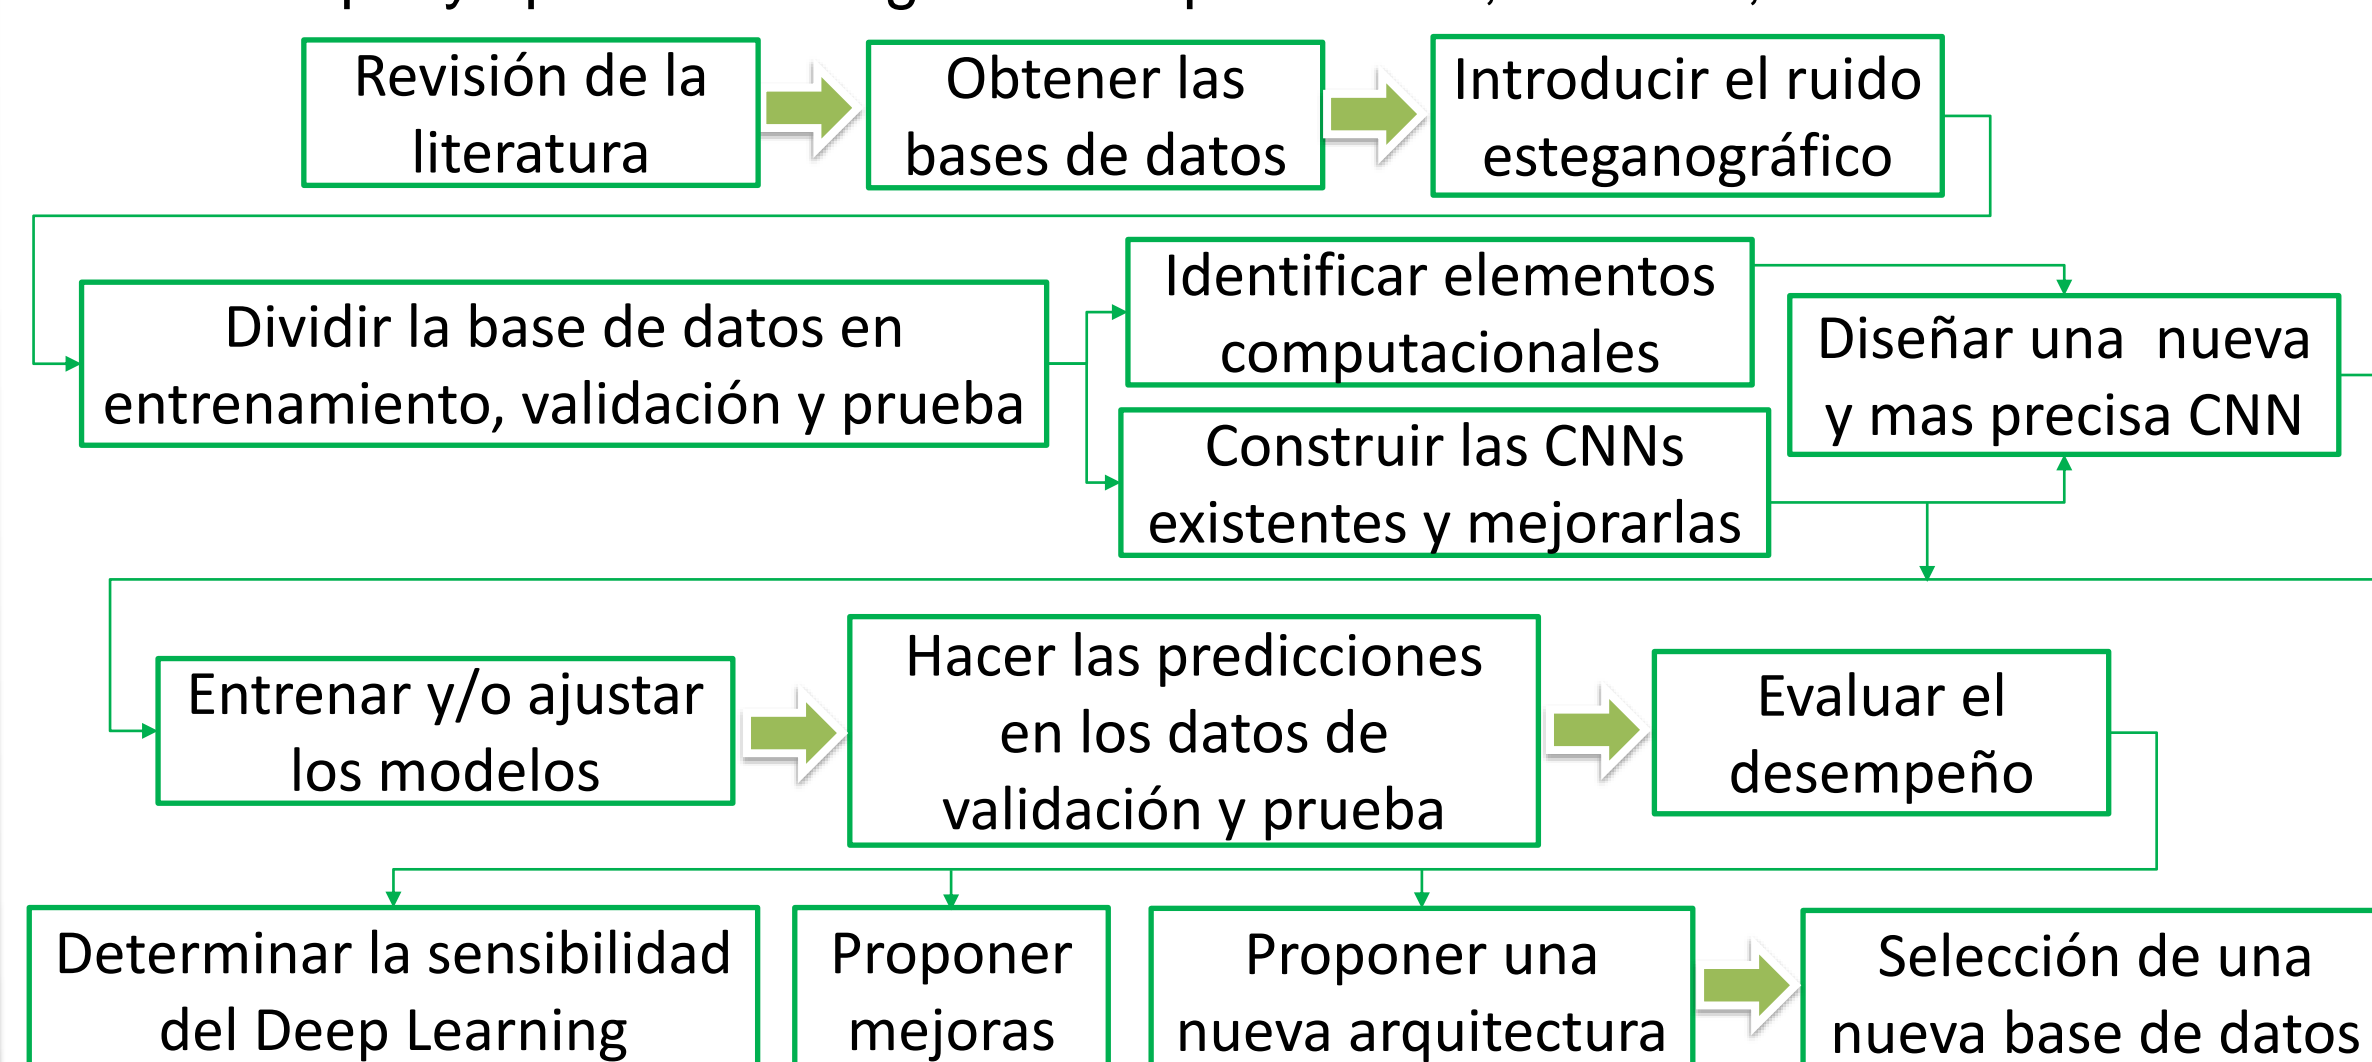 Revisión de la
literatura
Obtener las
bases de datos
Introducir el ruido
esteganográfico
Dividir la base de datos en
entrenamiento, validación y prueba
Identificar elementos
computacionales
Construir las CNNs
existentes y mejorarlas
Diseñar una nueva
y mas precisa CNN
Entrenar y/o ajustar
los modelos
Hacer las predicciones
en los datos de
validación y prueba
Evaluar el
desempeño
Determinar la sensibilidad
del Deep Learning
Proponer
mejoras
Proponer una
nueva arquitectura
Selección de una
nueva base de datos